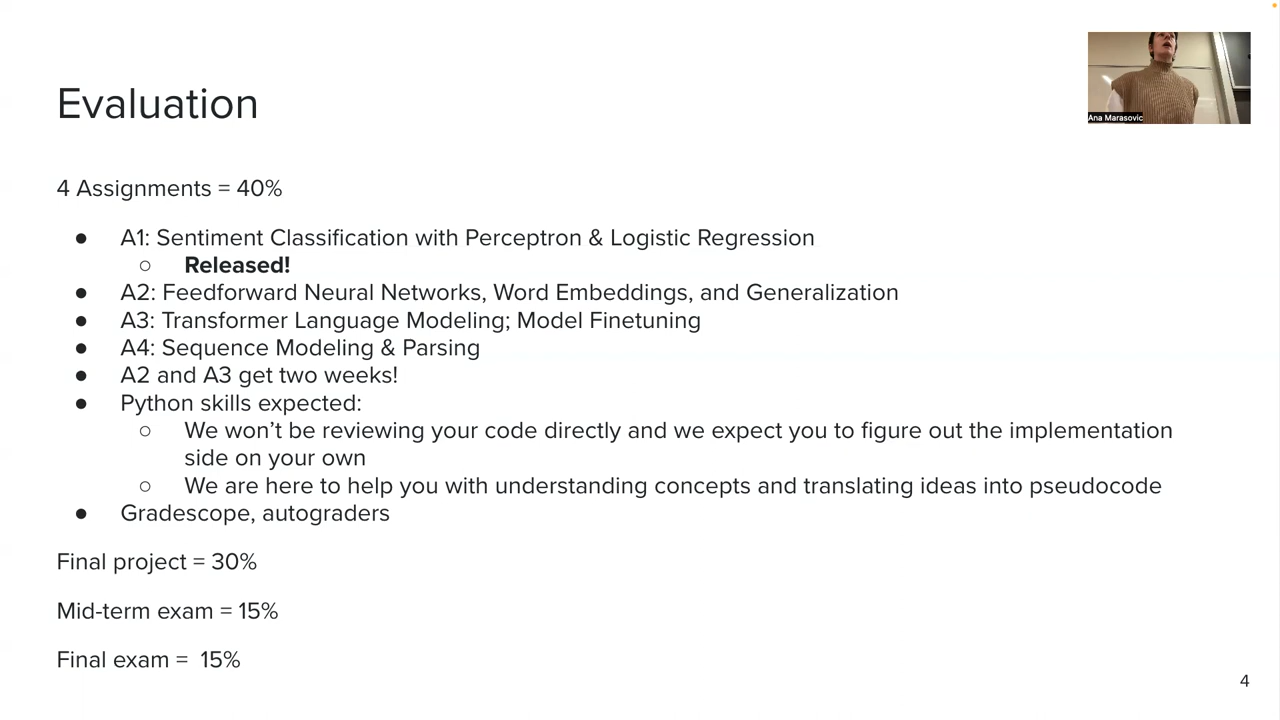 Evaluation
Ana Marasovic
4 Assignments = 40%
● A1: Sentiment Classification with Perceptron & Logistic Regression
○ Released!
● A2: Feedforward Neural Networks, Word Embeddings, and Generalization
● A3: Transformer Language Modeling; Model Finetuning
● A4: Sequence Modeling & Parsing
● A2 and A3 get two weeks!
● Python skills expected:
○ We won’t be reviewing your code directly and we expect you to figure out the implementation
side on your own
○ We are here to help you with understanding concepts and translating ideas into pseudocode
● Gradescope, autograders
Final project = 30%
Mid-term exam = 15%
Final exam =  15%
4